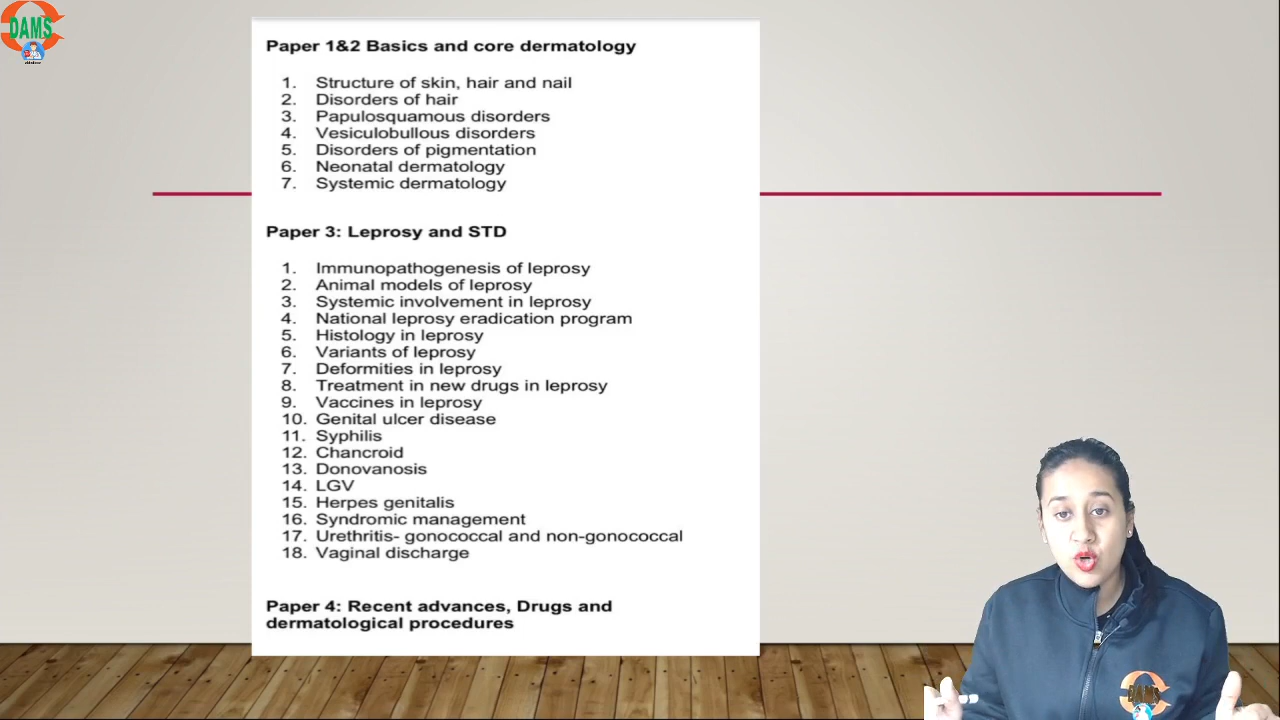 DAMS
Paper 1&2 Basics and core dermatology
1. Structure of skin, hair and nail
2. Disorders of hair
3. Papulosquamous disorders
4. Vesiculobullous disorders
5. Disorders of pigmentation
6. Neonatal dermatology
7. Systemic dermatology
Paper 3: Leprosy and STD
1. Immunopathogenesis of leprosy
2. Animal models of leprosy
3. Systemic involvement in leprosy
4. National leprosy eradication program
5. Histology in leprosy
6. Variants of leprosy
7. Deformities in leprosy
8. Treatment in new drugs in leprosy
9. Vaccines in leprosy
10. Genital ulcer disease
11. Syphilis
12. Chancroid
13. Donovanosis
14. LGV
15. Herpes genitalis
16. Syndromic management
17. Urethritis- gonococcal and non-gonococcal
18. Vaginal discharge
Paper 4: Recent advances, Drugs and
dermatological procedures
DAMS